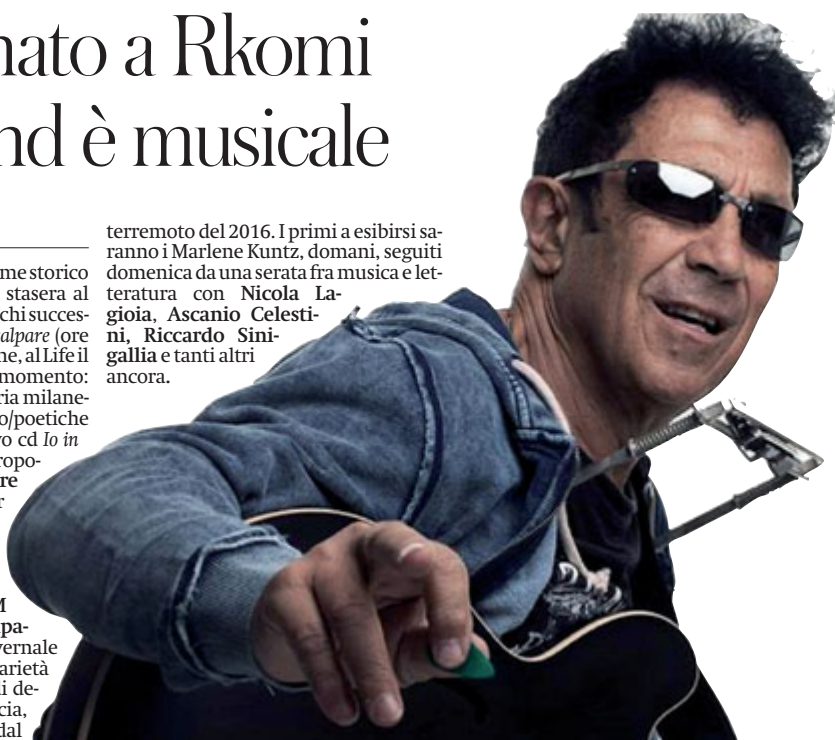 nato a Rkomi
nd è musicale
me storico
stasera al
chi succes-
alpare (ore
ne, al Life il
momento:
ria milane-
o/poetiche
vo cd Io in
ropo-
re
r
M
pa-
vernale
arietà
i de-
cia,
dal
terremoto del 2016. I primi a esibirsi sa-
ranno i Marlene Kuntz, domani, seguiti
domenica da una serata fra musica e let-
teratura con Nicola La-
gioia, Ascanio Celesti-
ni, Riccardo Sini-
gallia e tanti altri
ancora.